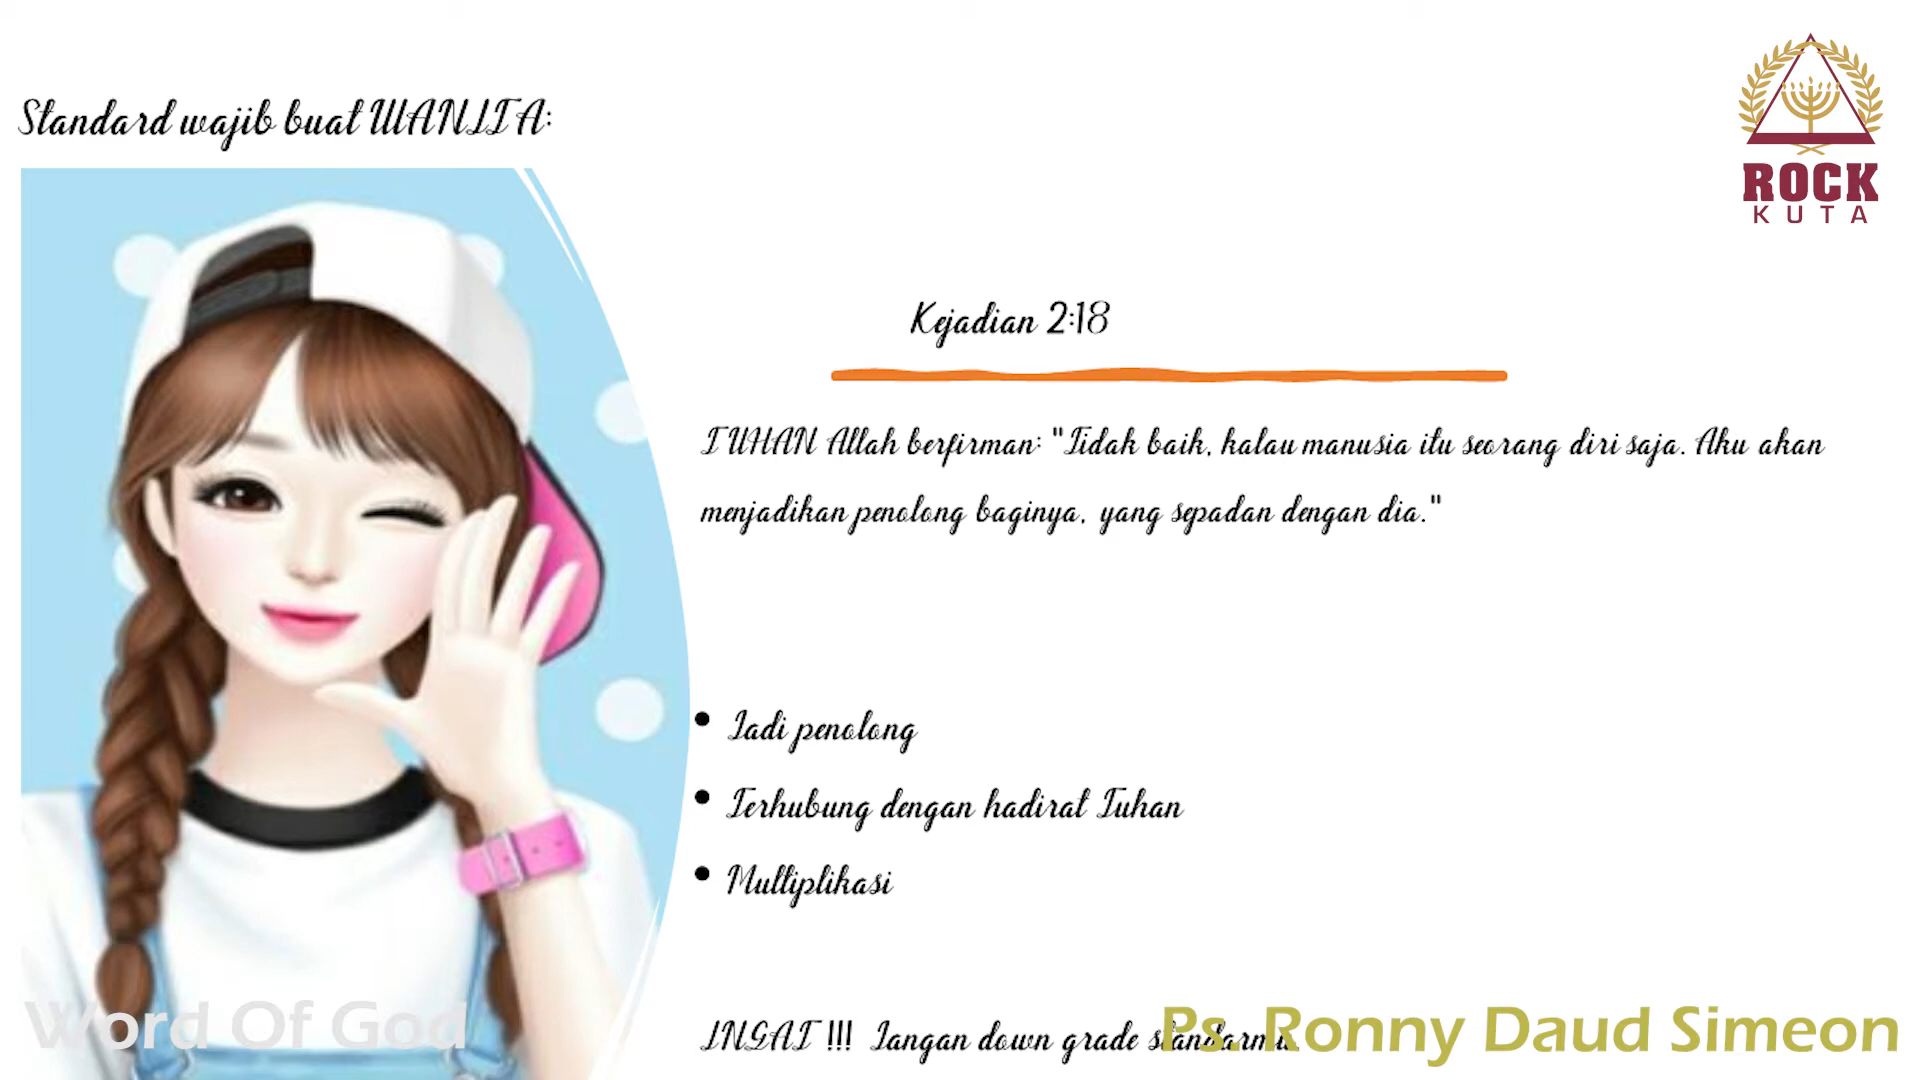 Standard wajib buat WANITA:
ROCK
KUTA
Kejadian 2:18
TUHAN Allah berfirman: "Tidak baik, kalau manusia itu seorang diri saja. Aku akan
menjadikan penolong baginya, yang sepadan dengan dia."
• Jadi penolong
• Terhubung dengan hadirat Tuhan
• Multiplikasi
INGAT !!! Jangan down grade standarmu
Word Of God
Ps. Ronny Daud Simeon